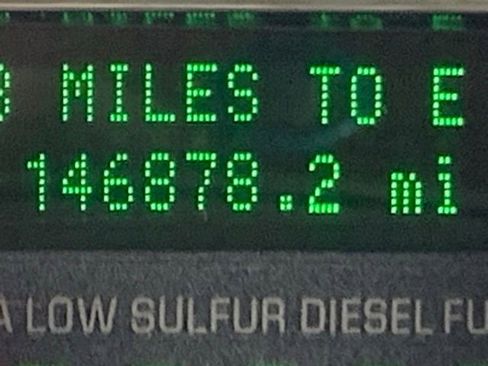 MILES TO E
146878.2 mi
LOW SULFUR DIESEL